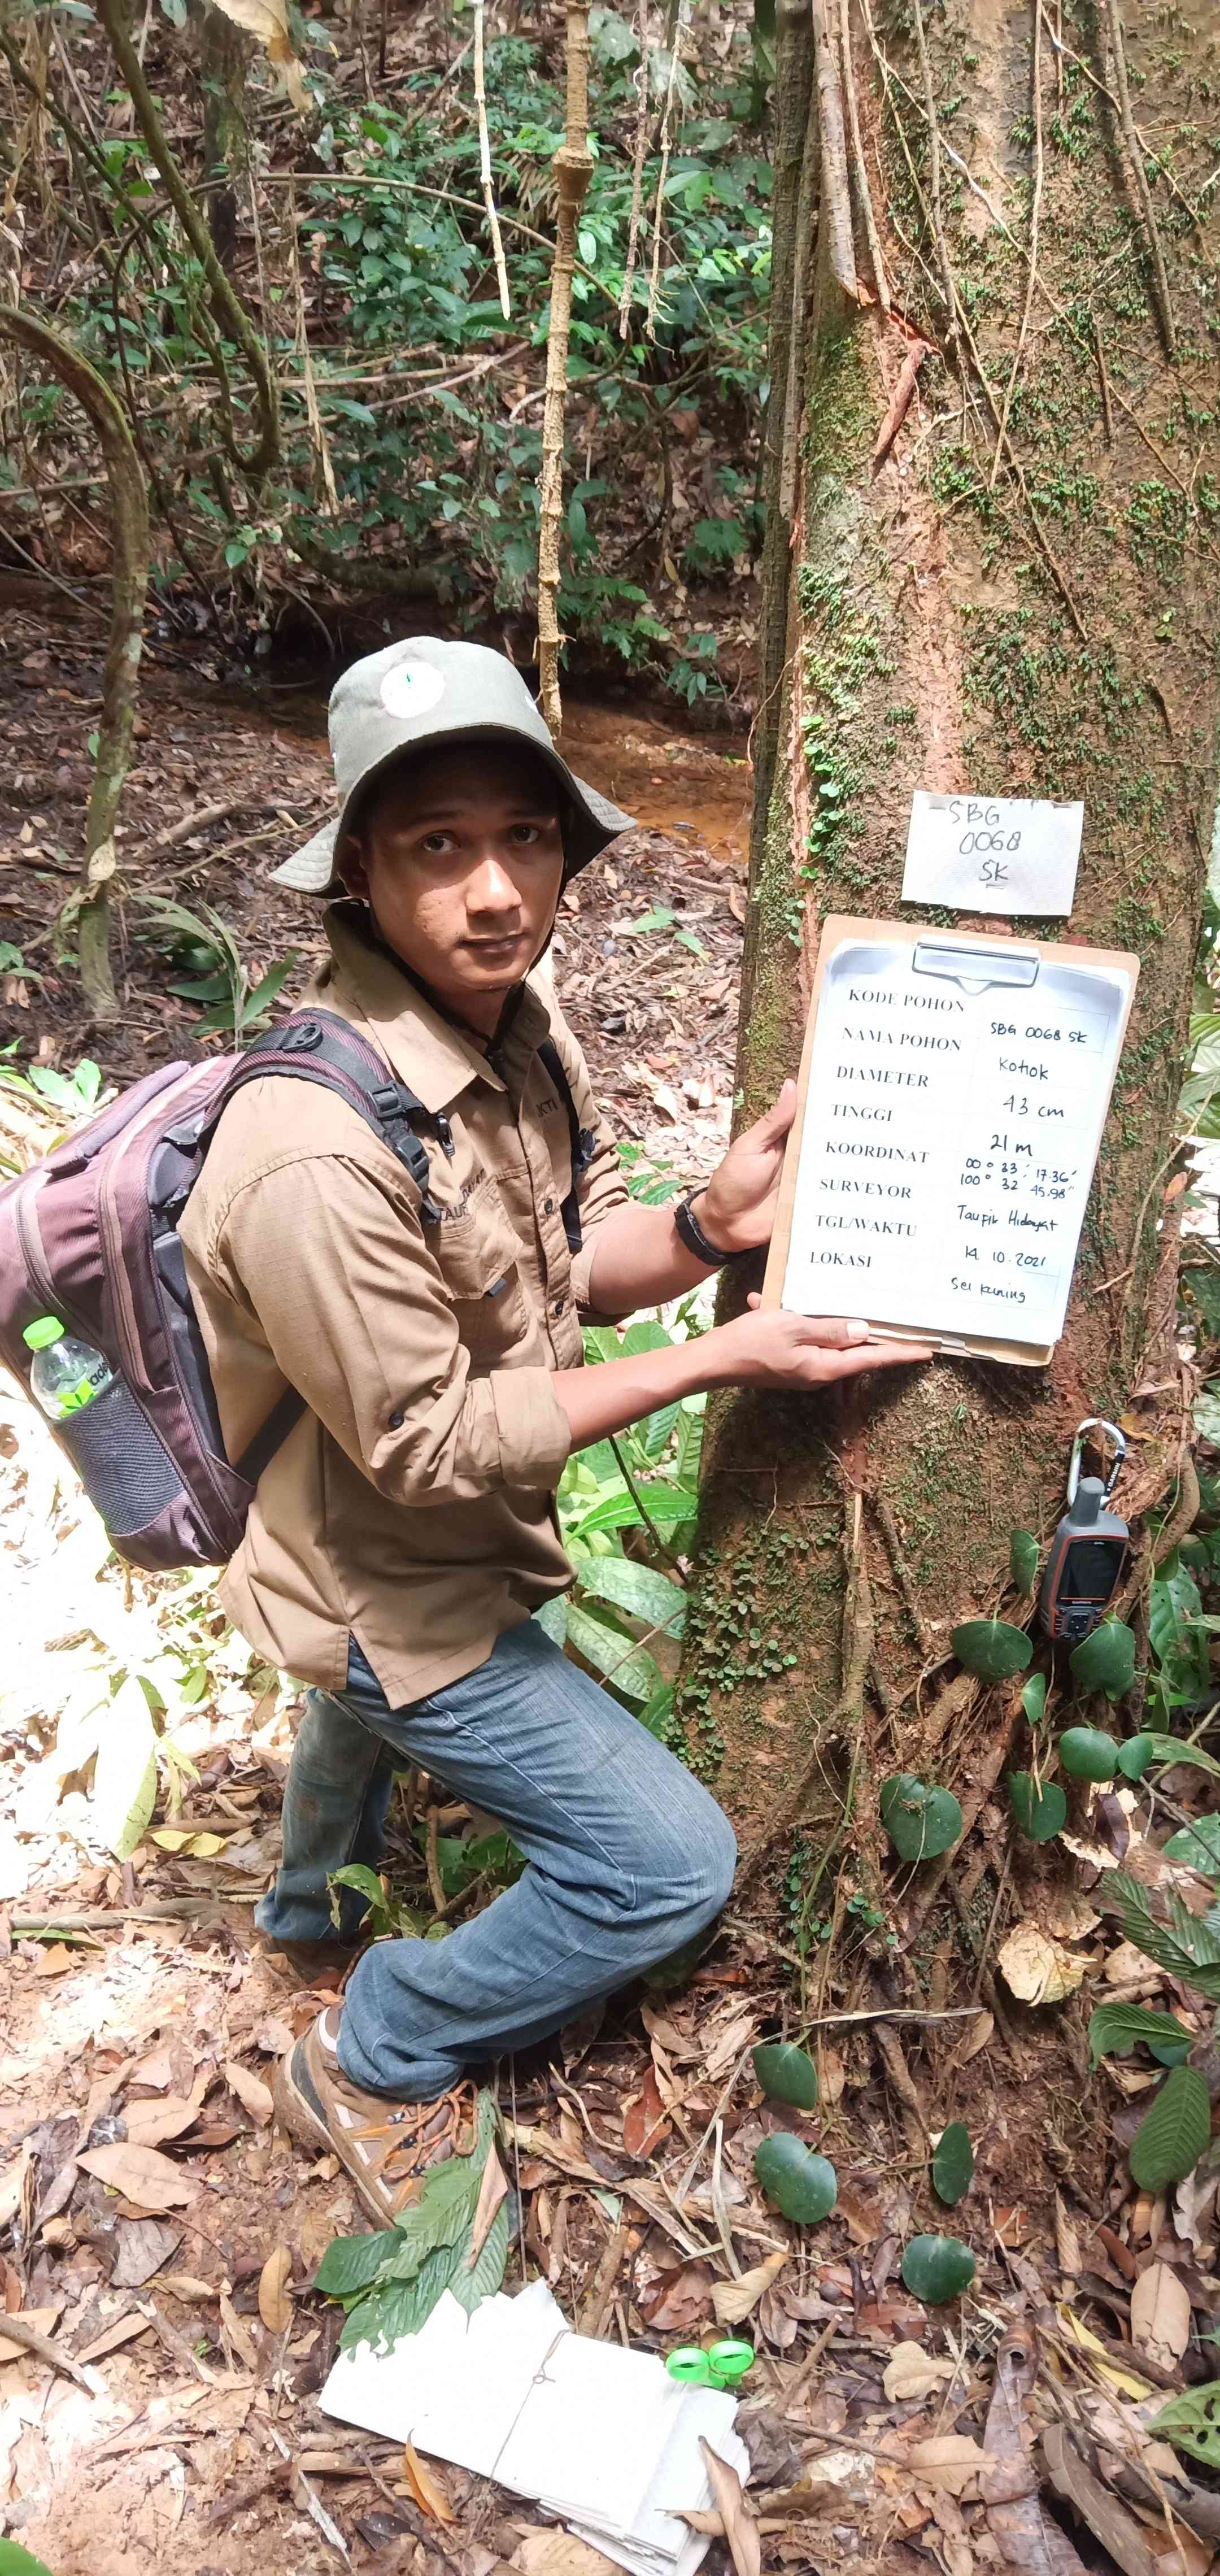 SBG
0068
SK
KODE POHON SBG 0068 SK
NAMA POHON Kotok
DIAMETER 43 cm
TINGGI 21 m
KOORDINAT 00° 33' 17.36"
100° 32 45.98"
SURVEYOR Taufik Hidayat
TGL/WAKTU 14. 10. 2021
LOKASI Sei Kuning
GARMIN